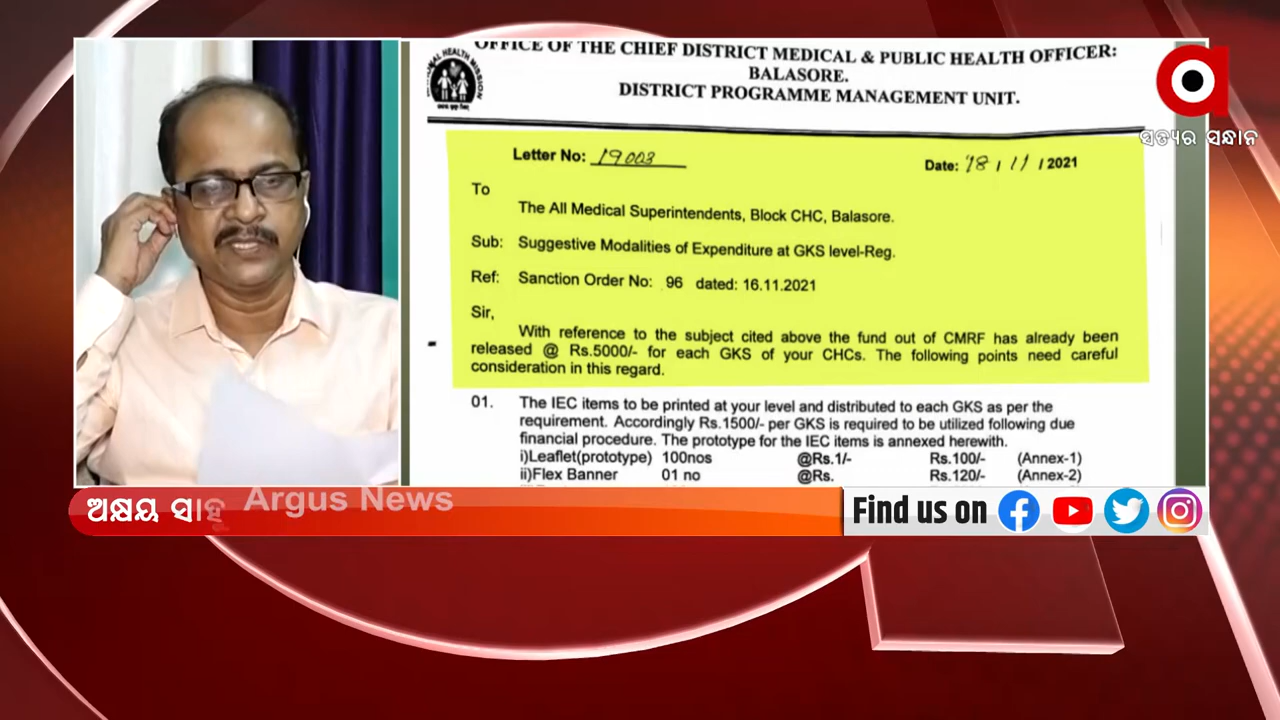 OFFICE OF THE CHIEF DISTRICT MEDICAL & PUBLIC HEALTH OFFICER:
BALASORE.
DISTRICT PROGRAMME MANAGEMENT UNIT.
ସତ୍ୟର ସନ୍ଧାନ
Letter No: 19003
Date: 18/11/2021
To
The All Medical Superintendents, Block CHC, Balasore.
Sub: Suggestive Modalities of Expenditure at GKS level-Reg.
Ref: Sanction Order No: 96 dated: 16.11.2021
Sir,
With reference to the subject cited above the fund out of CMRF has already been
released @ Rs.5000/- for each GKS of your CHCs. The following points need careful
consideration in this regard.
01. The IEC items to be printed at your level and distributed to each GKS as per the
requirement. Accordingly Rs.1500/- per GKS is required to be utilized following due
financial procedure. The prototype for the IEC items is annexed herewith.
i)Leaflet(prototype) 100nos @Rs.1/- Rs.100/- (Annex-1)
ii)Flex Banner 01 no @Rs. Rs.120/- (Annex-2)
ଅକ୍ଷୟ ସାହୁ
Argus News
Find us on